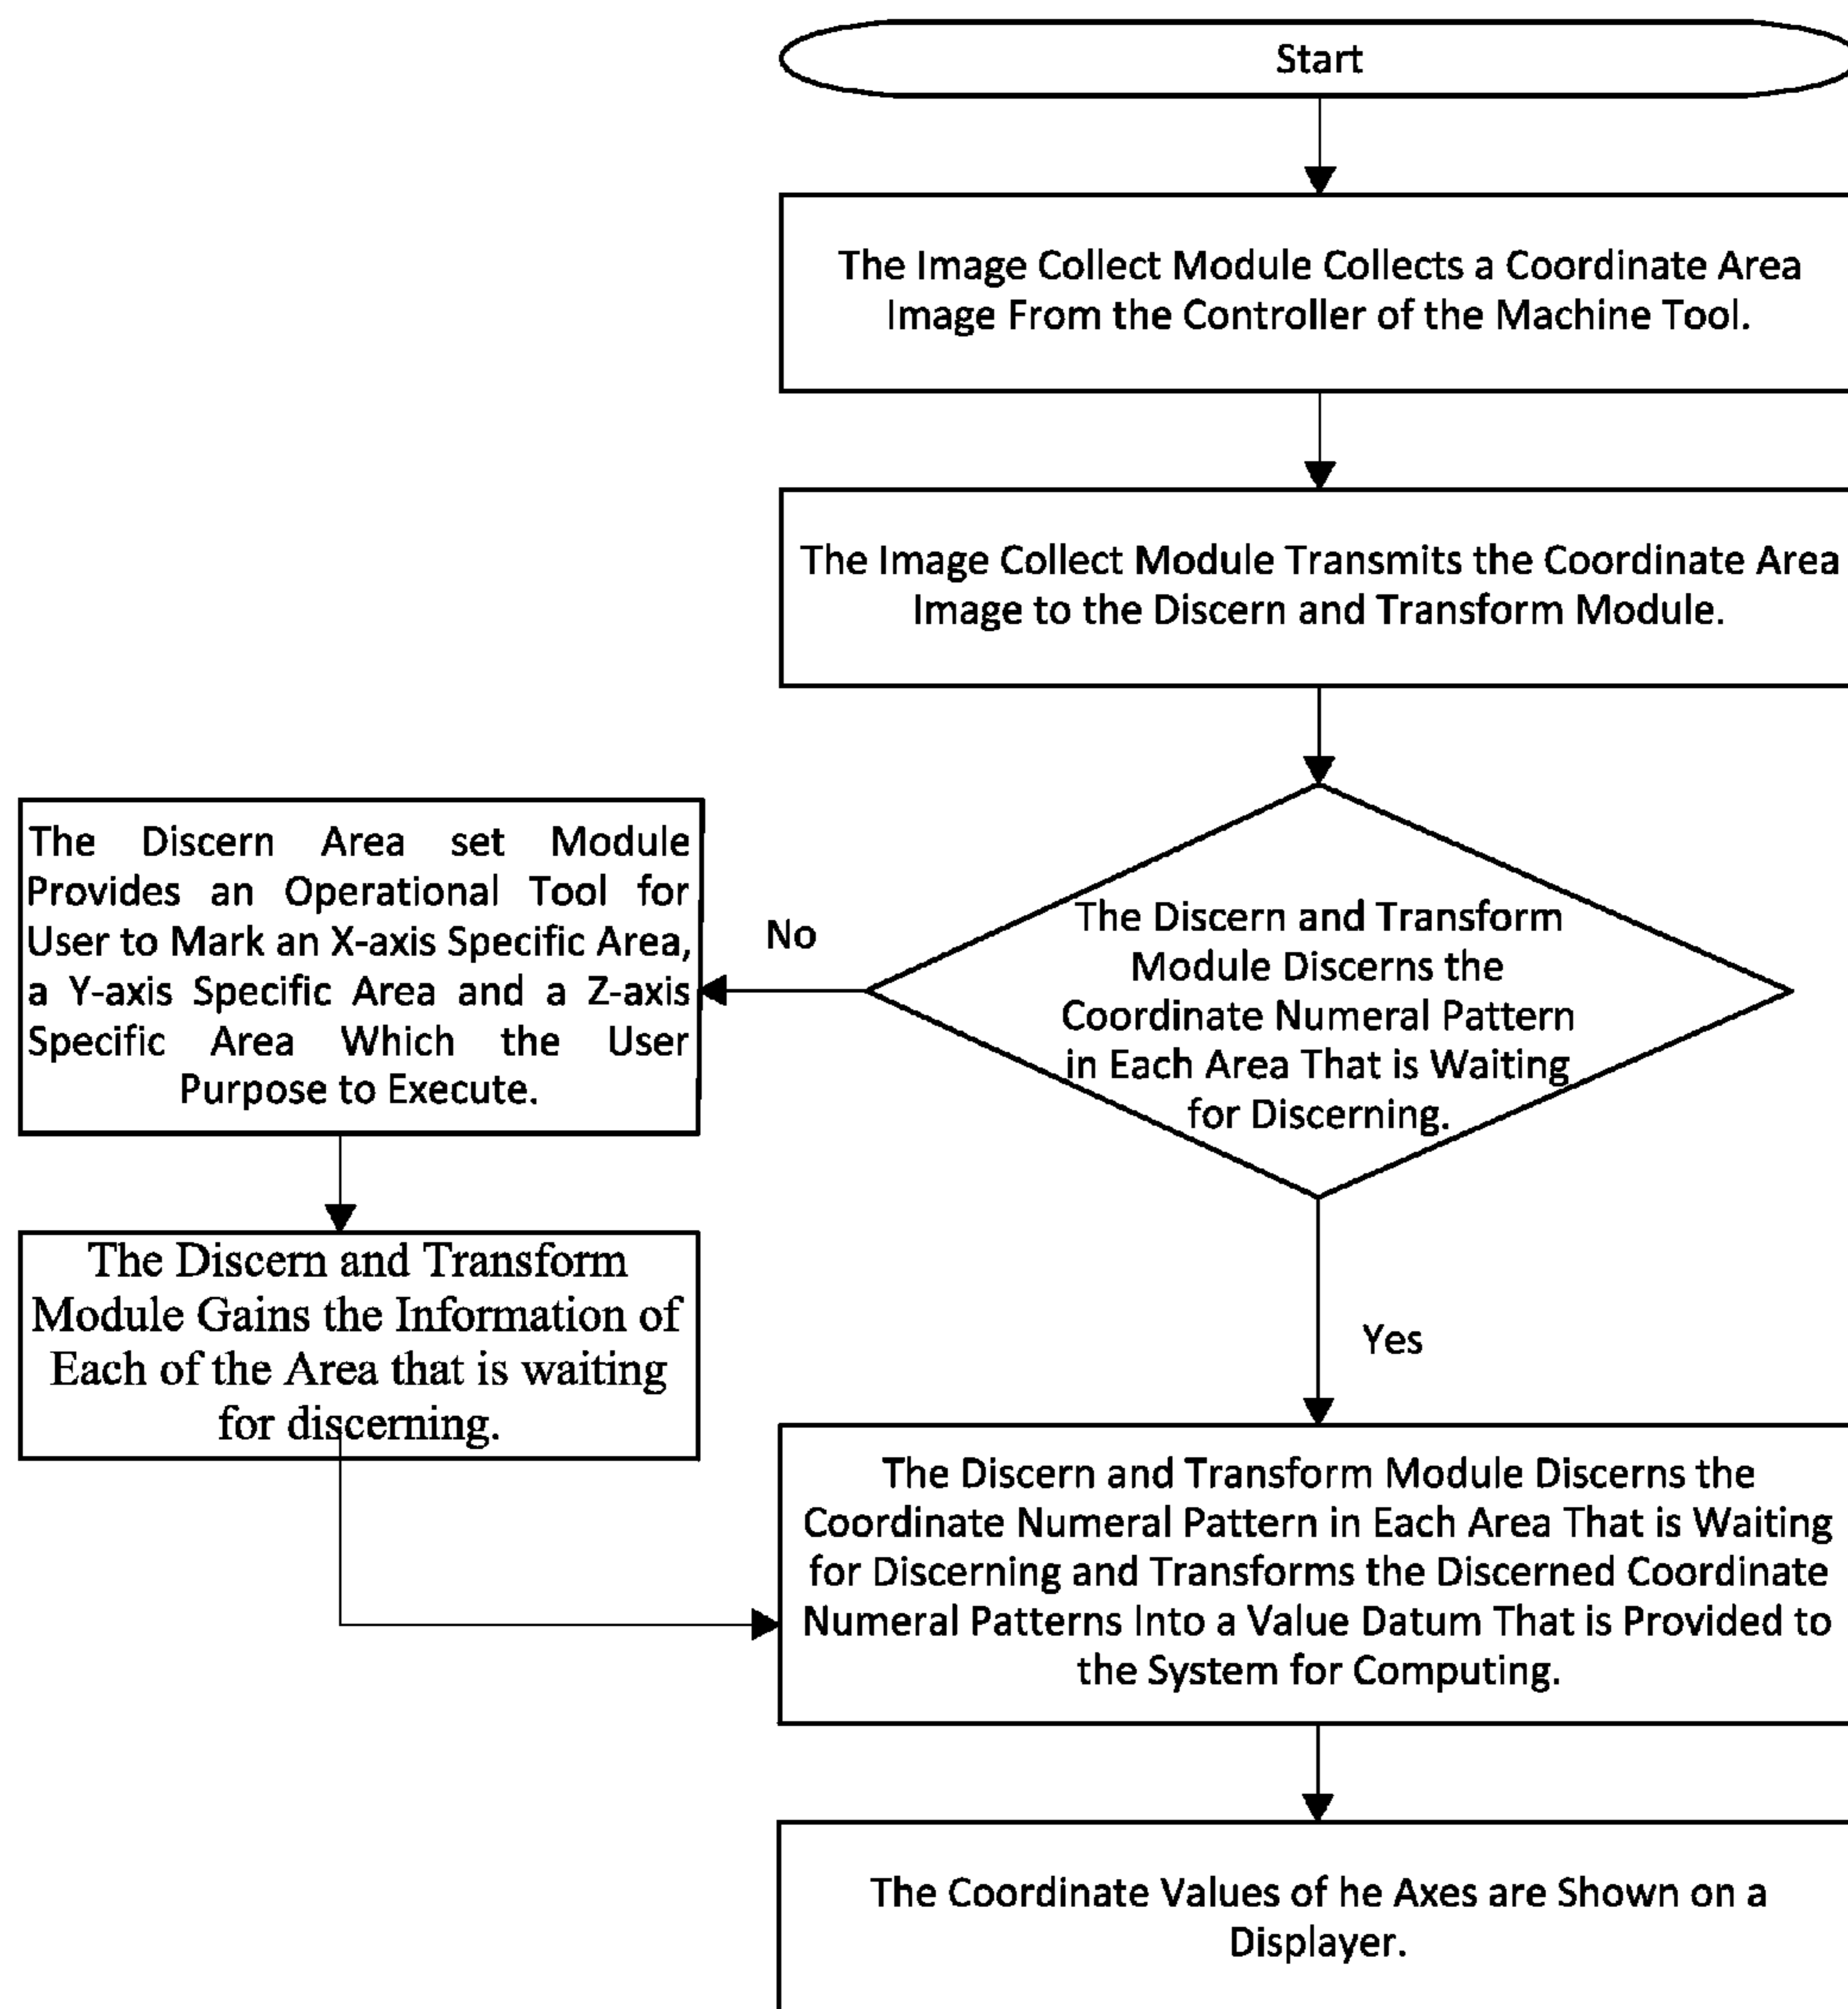 Start
The Image Collect Module Collects a Coordinate Area
Image From the Controller of the Machine Tool.
The Image Collect Module Transmits the Coordinate Area
Image to the Discern and Transform Module.
The Discern and Transform
Module Discerns the
Coordinate Numeral Pattern
in Each Area That is Waiting
for Discerning.
No
The Discern Area set Module
Provides an Operational Tool for
User to Mark an X-axis Specific Area,
a Y-axis Specific Area and a Z-axis
Specific Area Which the User
Purpose to Execute.
The Discern and Transform
Module Gains the Information of
Each of the Area that is waiting
for discerning.
Yes
The Discern and Transform Module Discerns the
Coordinate Numeral Pattern in Each Area That is Waiting
for Discerning and Transforms the Discerned Coordinate
Numeral Patterns Into a Value Datum That is Provided to
the System for Computing.
The Coordinate Values of he Axes are Shown on a
Displayer.